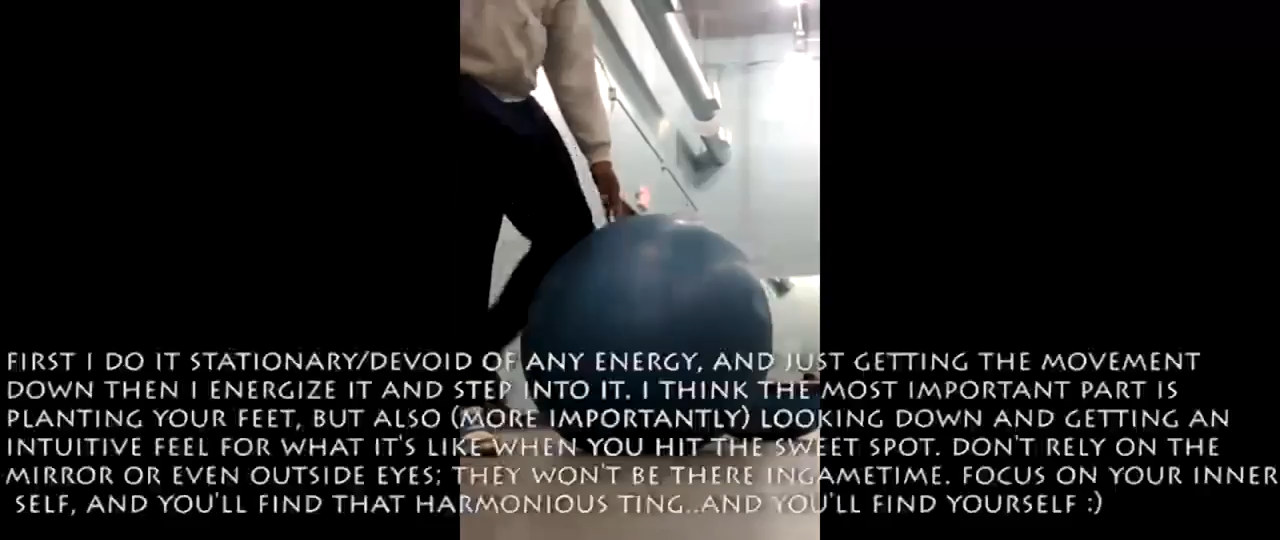 FIRST I DO IT STATIONARY/DEVOID OF ANY ENERGY, AND JUST GETTING THE MOVEMENT
DOWN THEN I ENERGIZE IT AND STEP INTO IT. I THINK THE MOST IMPORTANT PART IS
PLANTING YOUR FEET, BUT ALSO (MORE IMPORTANTLY) LOOKING DOWN AND GETTING AN
INTUITIVE FEEL FOR WHAT IT'S LIKE WHEN YOU HIT THE SWEET SPOT. DON'T RELY ON THE
MIRROR OR EVEN OUTSIDE EYES; THEY WON'T BE THERE INGAMETIME. FOCUS ON YOUR INNER
SELF, AND YOU'LL FIND THAT HARMONIOUS TING..AND YOU'LL FIND YOURSELF :)